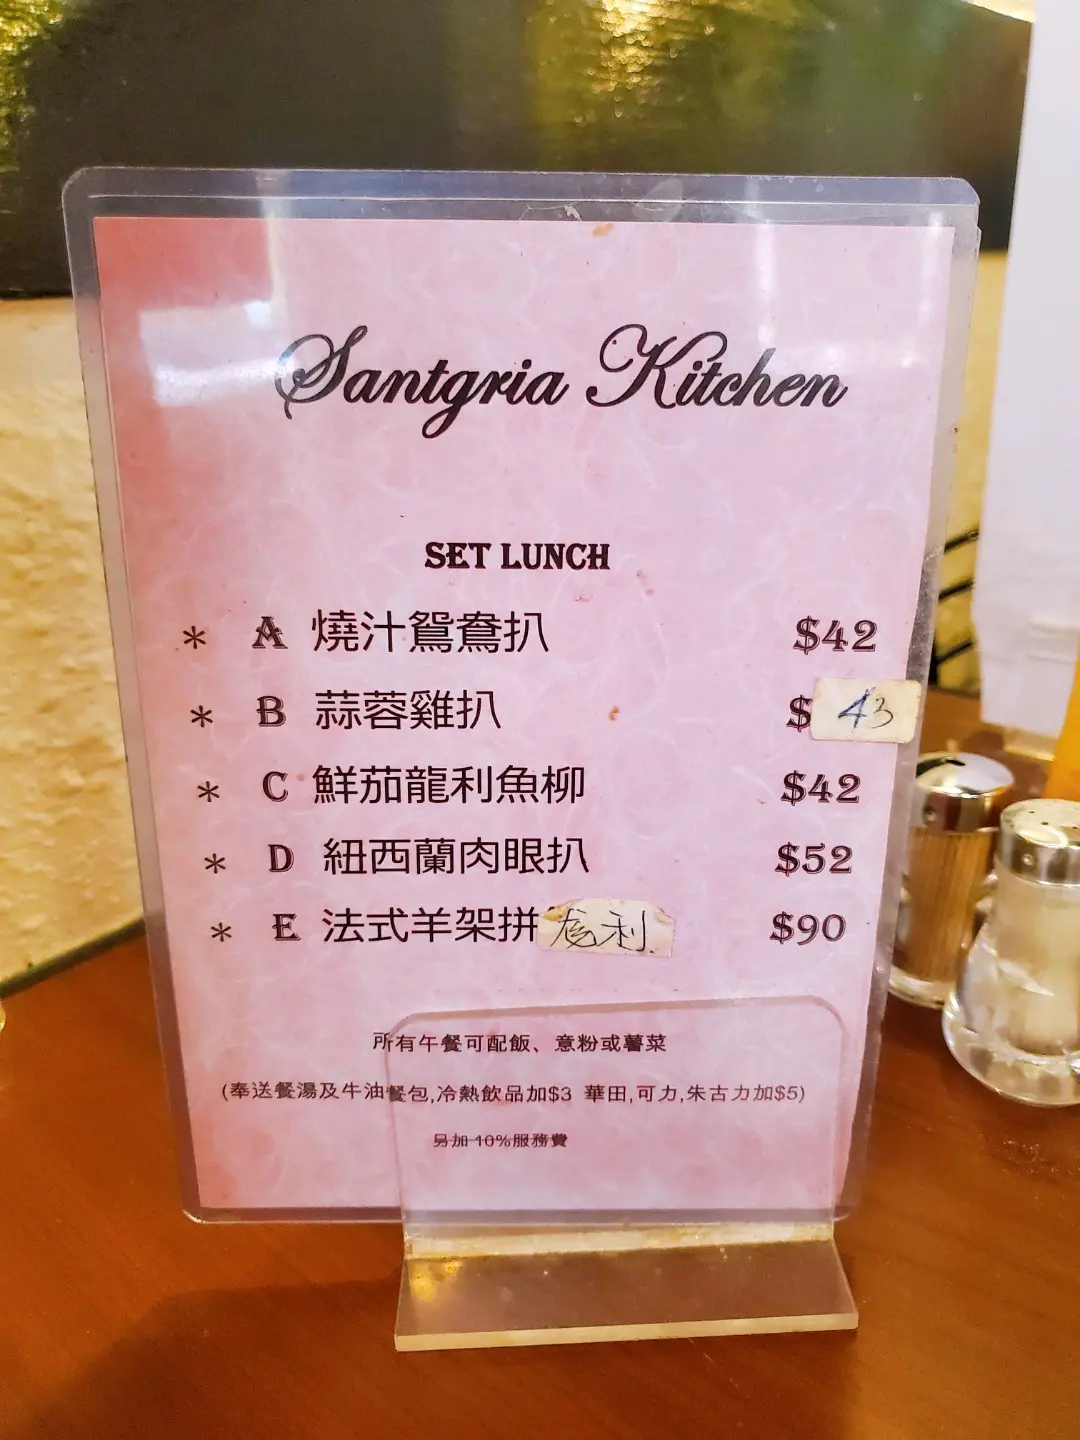 Santgria Kitchen
SET LUNCH
* A 燒汁鴛鴦扒 $42
* B 蒜蓉雞扒 $43
* C 鮮茄龍利魚柳 $42
* D 紐西蘭肉眼扒 $52
* E 法式羊架拼龙利 $90
所有午餐可配飯、意粉或薯菜
(奉送餐湯及牛油餐包,冷熱飲品加$3 華田,可力,朱古力加$5)
另加 10%服務費